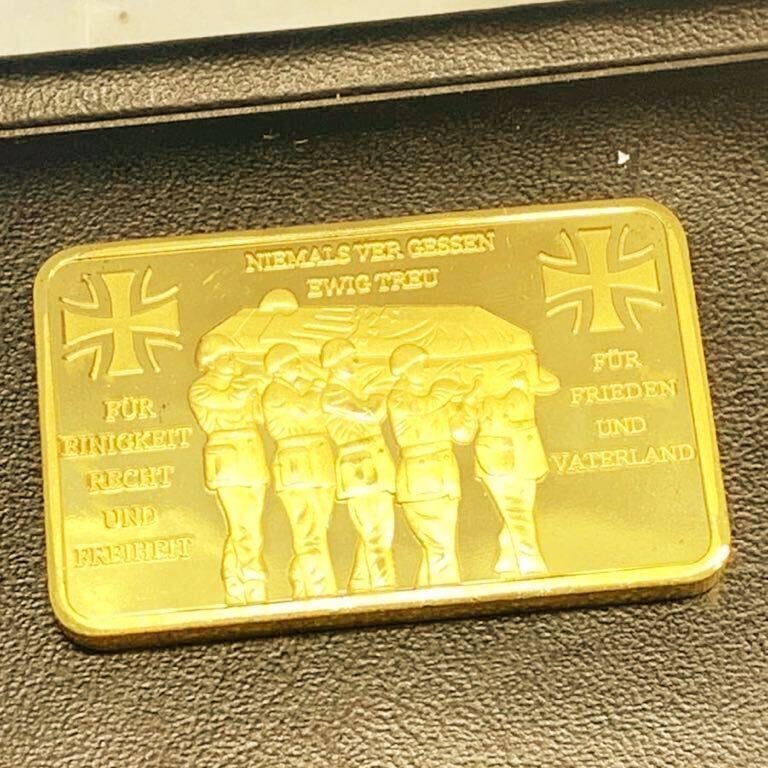 NIEMALS VER GESSEN
EWIG TREU
FÜR
EINIGKEIT
RECHT
UND
FREIHEIT
FÜR
FRIEDEN
UND
VATERLAND